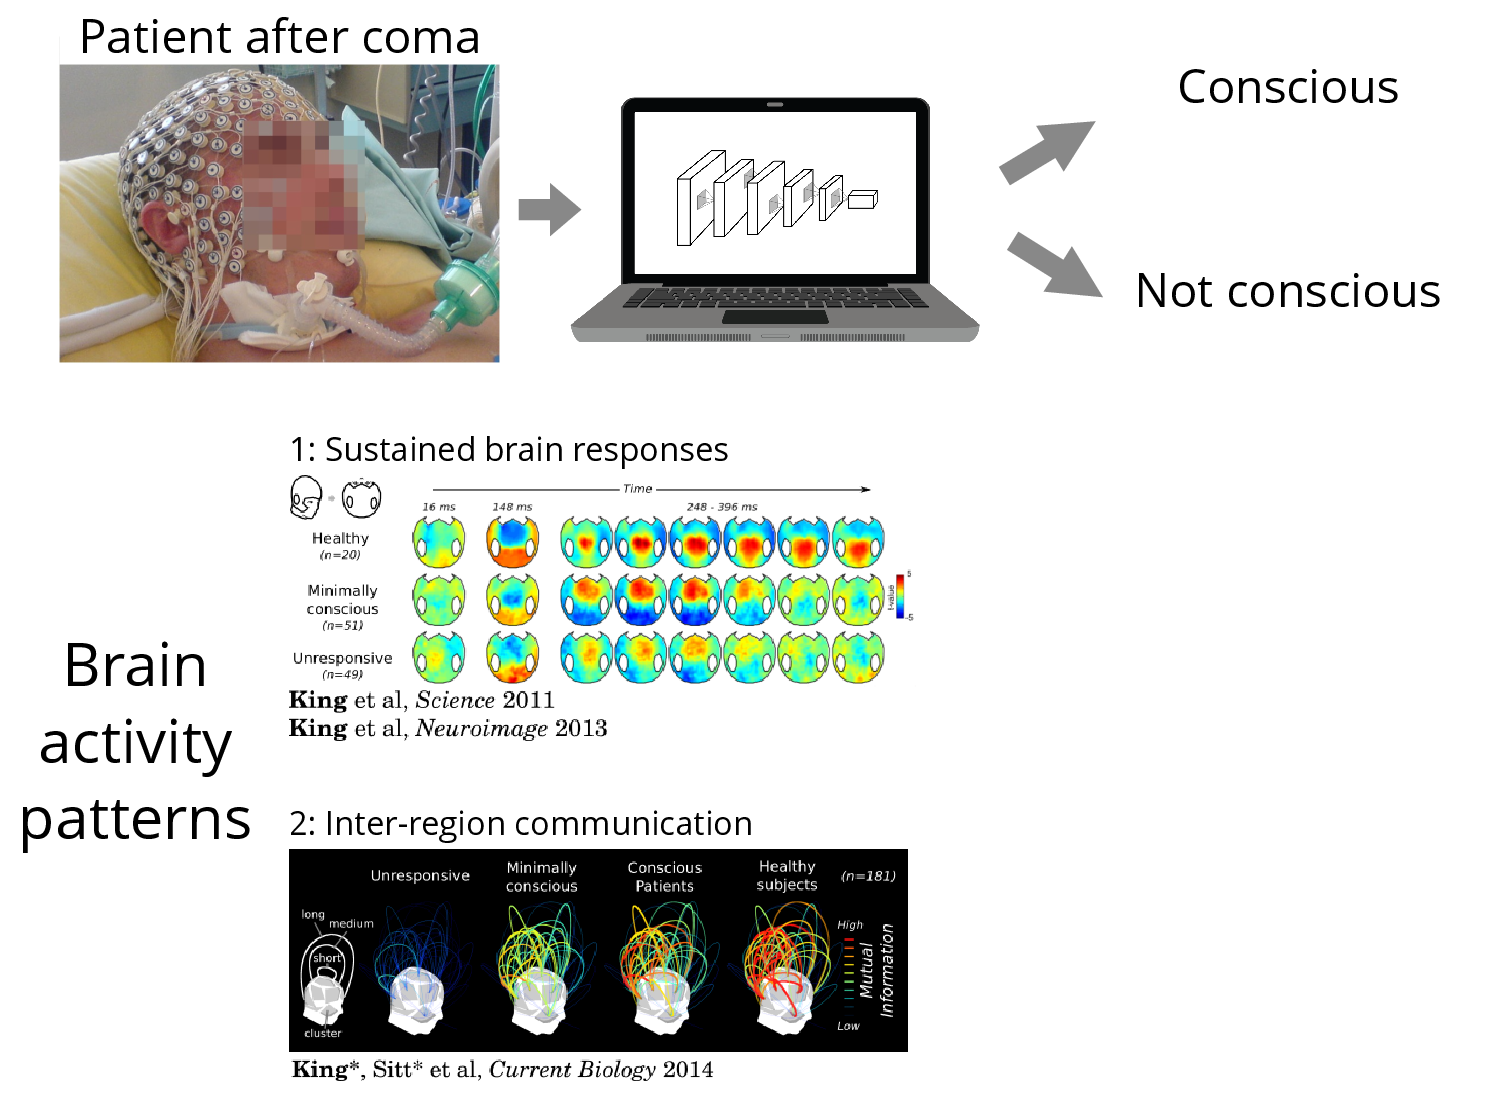 Patient after coma
Conscious
Not conscious
Brain
activity
patterns
1: Sustained brain responses
Time
16 ms
148 ms
248 - 396 ms
Healthy
(n=20)
Minimally
conscious
(n=51)
Unresponsive
(n=49)
5
t-value
-5
King et al, Science 2011
King et al, Neuroimage 2013
2: Inter-region communication
Unresponsive
Minimally
conscious
Conscious
Patients
Healthy
subjects
(n=181)
long
medium
short
cluster
High
Mutual
Information
Low
King*, Sitt* et al, Current Biology 2014